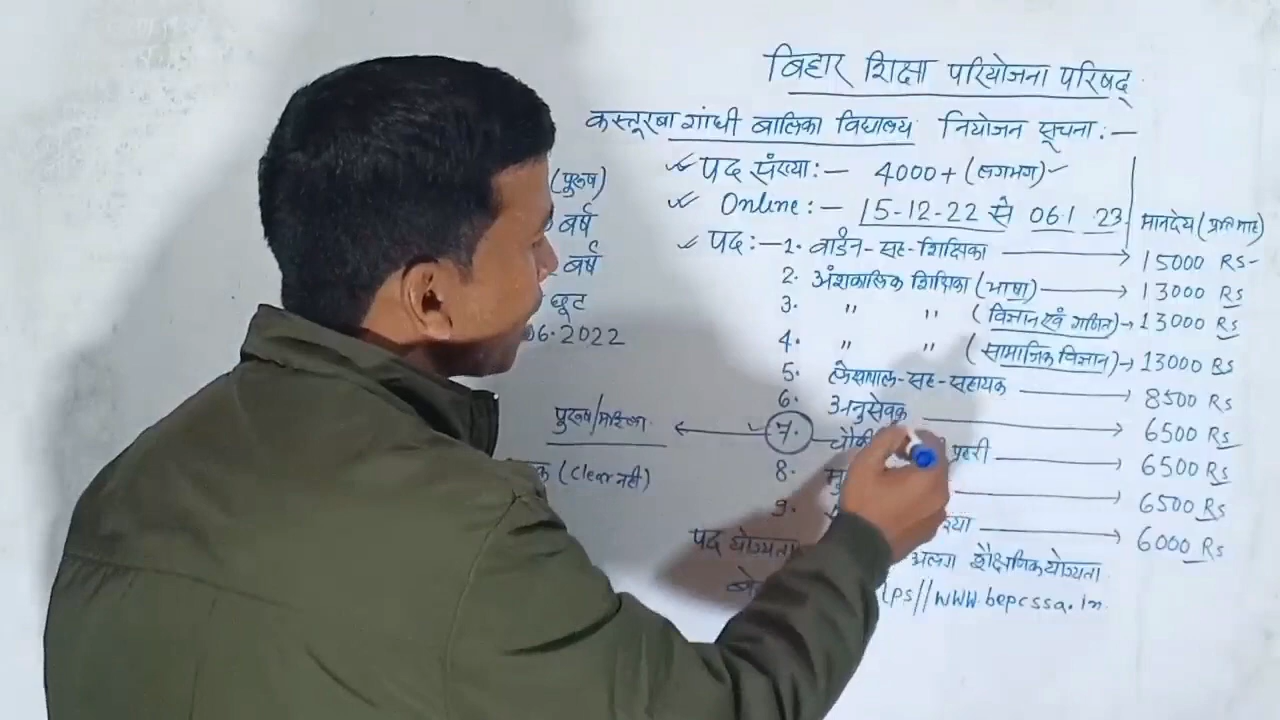 बिहार शिक्षा परियोजना परिषद्
कस्तूरबा गांधी बालिका विद्यालय नियोजन सूचना:-
पद संख्या:- 4000+ (लगभग)
Online:- 15-12-22 से 06.1.23
मानदेय (प्रतिमाह)
पद:- 1. वार्डन-सह-शिक्षिका → 15000 RS
2. अंशकालिक शिक्षिका (भाषा) → 13000 Rs
3. " " (विज्ञान एवं गणित) → 13000 Rs
4. " " (सामाजिक विज्ञान) → 13000 Rs
5. लेखापाल-सह-सहायक → 8500 Rs
6. अनुसेवक → 6500 Rs
7. प्रहरी → 6500 Rs
8. → 6500 Rs
9. → 6000 Rs
पद योग्यता अलग शैक्षणिक योग्यता
ps//www.bepcssa.in
(पुरुष)
वर्ष
वर्ष
छूट
06.2022
पुरुष/महिला ←
(clear नहीं)